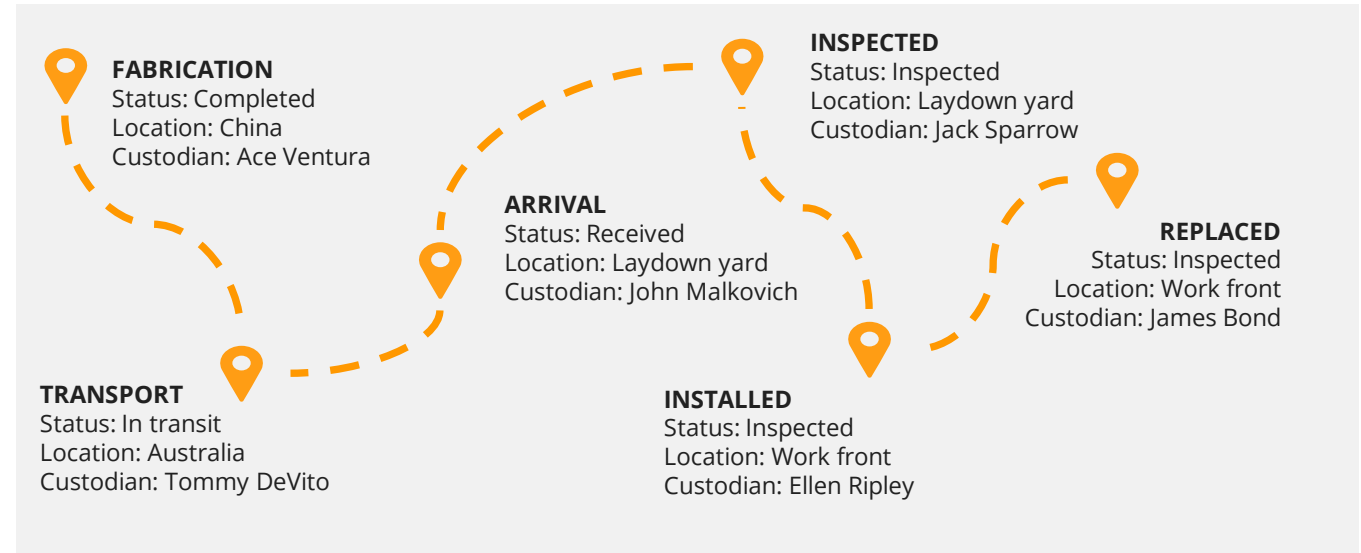 FABRICATION
Status: Completed
Location: China
Custodian: Ace Ventura
TRANSPORT
Status: In transit
Location: Australia
Custodian: Tommy DeVito
ARRIVAL
Status: Received
Location: Laydown yard
Custodian: John Malkovich
INSPECTED
Status: Inspected
Location: Laydown yard
Custodian: Jack Sparrow
INSTALLED
Status: Inspected
Location: Work front
Custodian: Ellen Ripley
REPLACED
Status: Inspected
Location: Work front
Custodian: James Bond